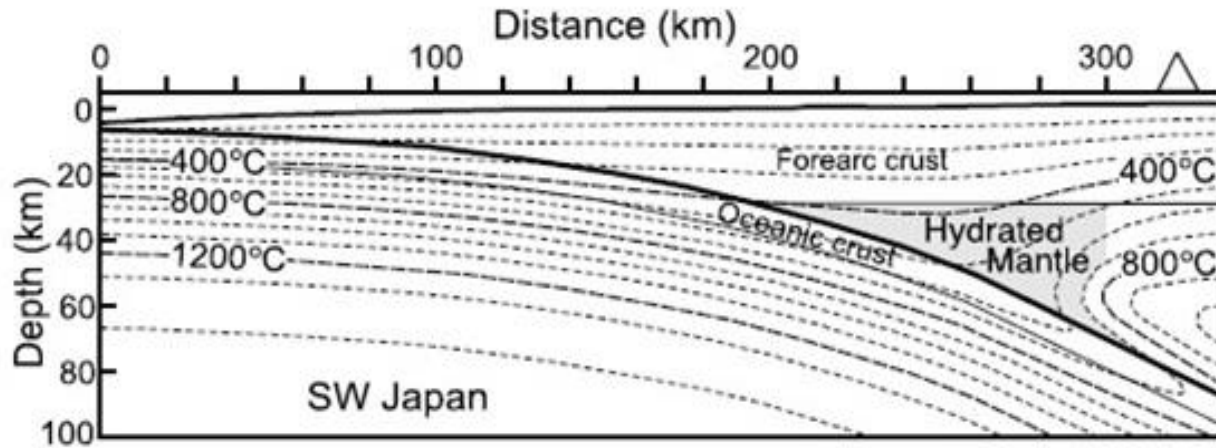 Distance (km)
0 100 200 300
0
20
40
60
80
100
Depth (km)
400°C
800°C
1200°C
Forearc crust
400°C
Oceanic crust
Hydrated
Mantle
800°C
SW Japan